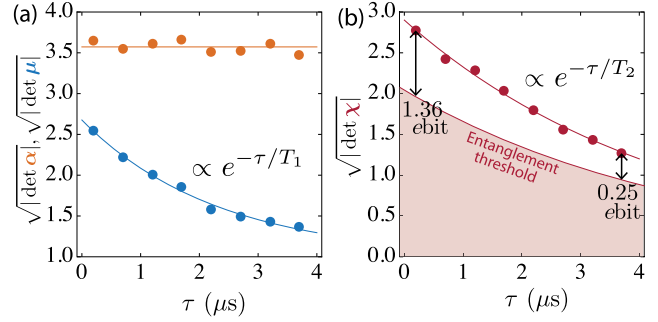 (a)
√|det α|, √|det μ|
4.0
3.5
3.0
2.5
2.0
1.5
1.0
∝ e^{-τ/T_1}
0 1 2 3 4
τ (μs)
(b)
√|det χ|
3.0
2.5
2.0
1.5
1.0
0.5
0.0
∝ e^{-τ/T_2}
1.36
ebit
Entanglement
threshold
0.25
ebit
0 1 2 3 4
τ (μs)